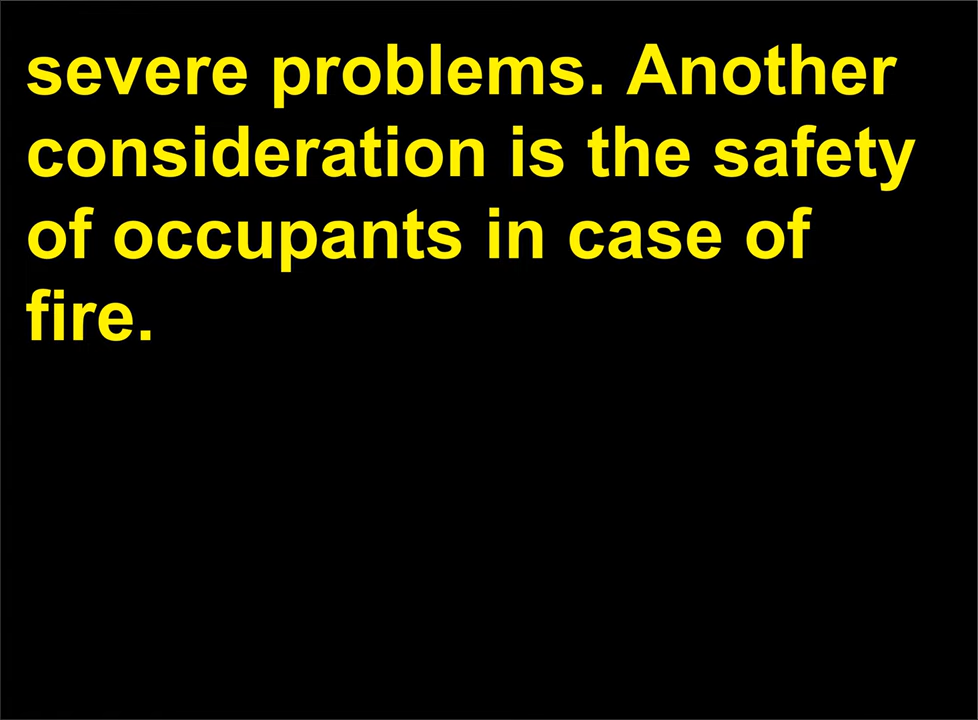 severe problems. Another
consideration is the safety
of occupants in case of
fire.